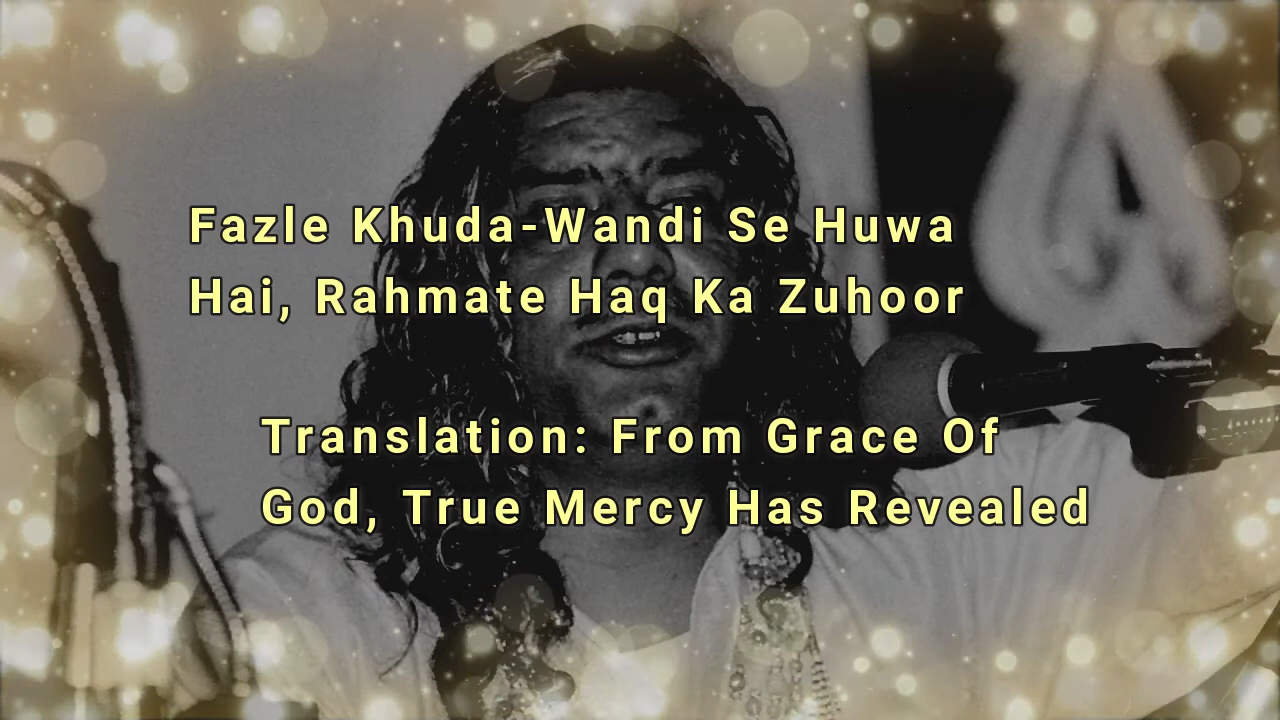 Fazle Khuda-Wandi Se Huwa
Hai, Rahmate Haq Ka Zuhoor
Translation: From Grace Of
God, True Mercy Has Revealed